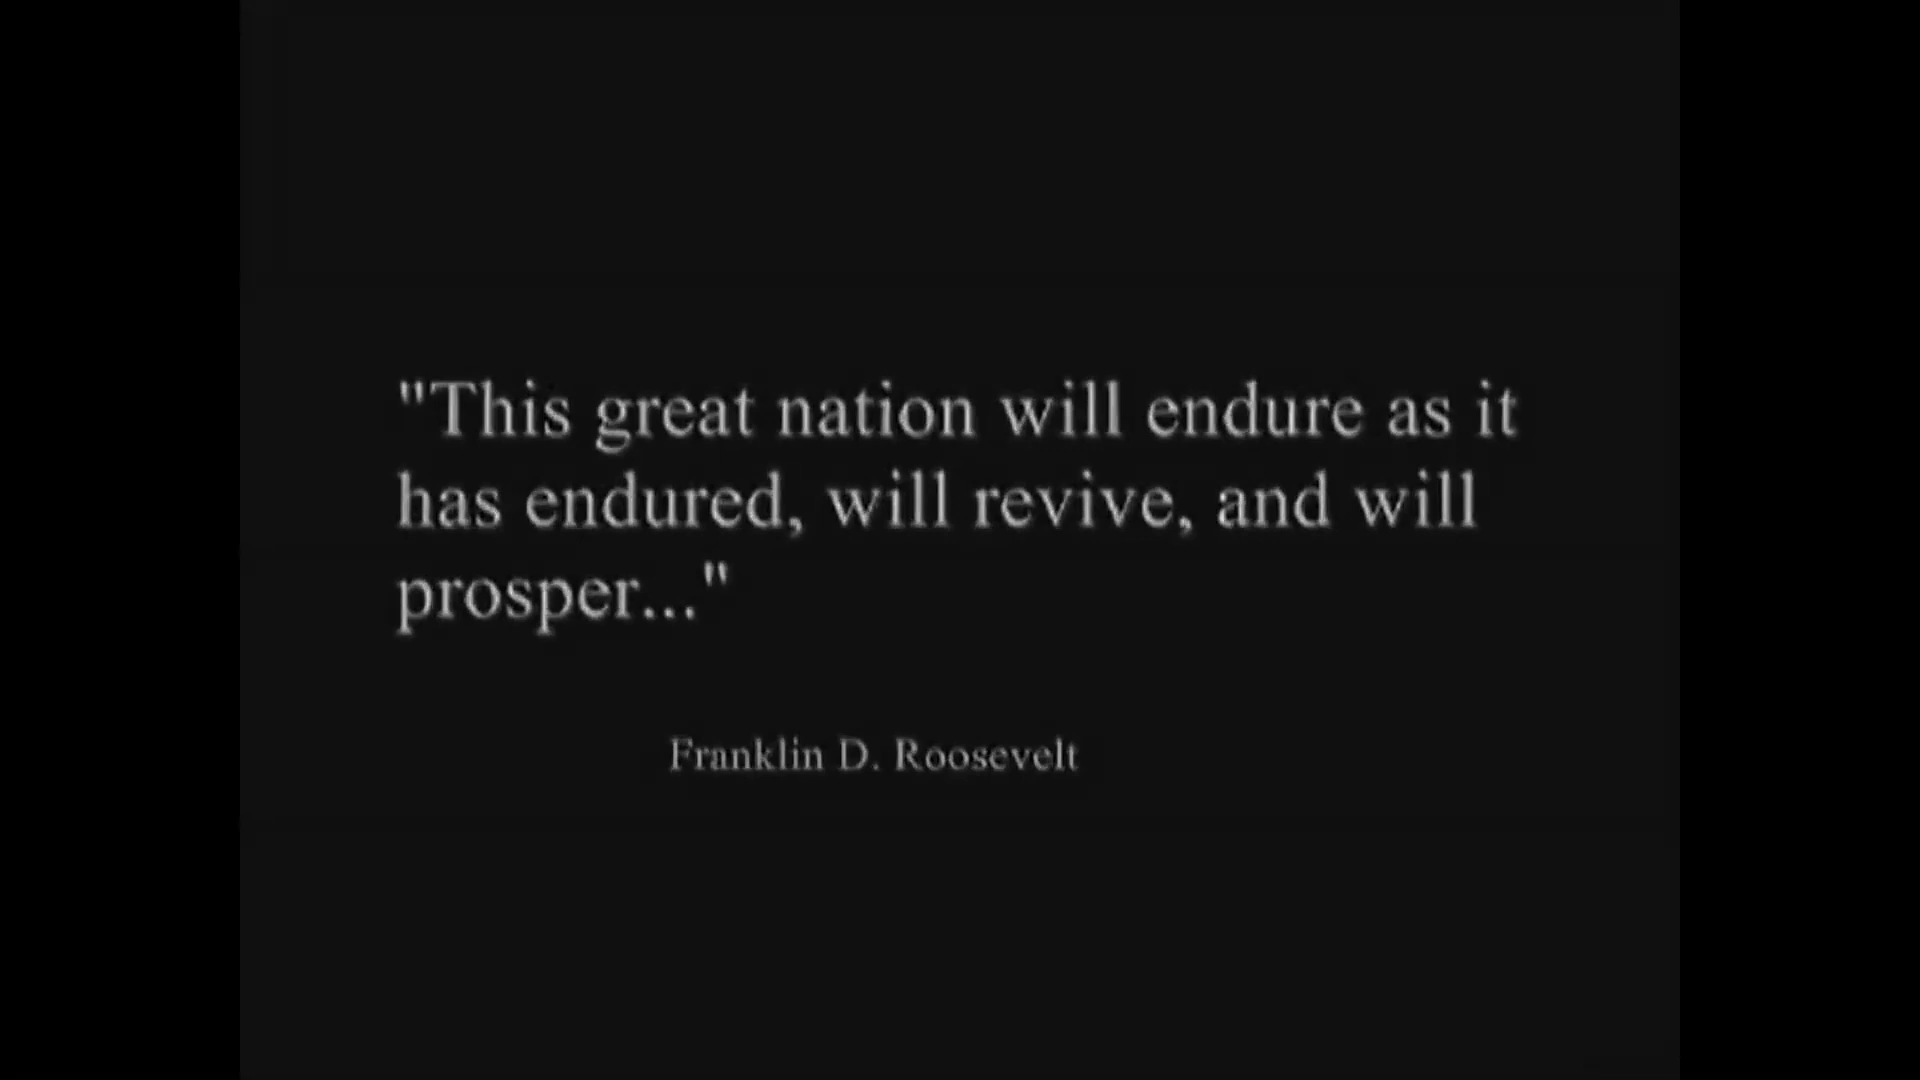 "This great nation will endure as it
has endured, will revive, and will
prosper..."
Franklin D. Roosevelt